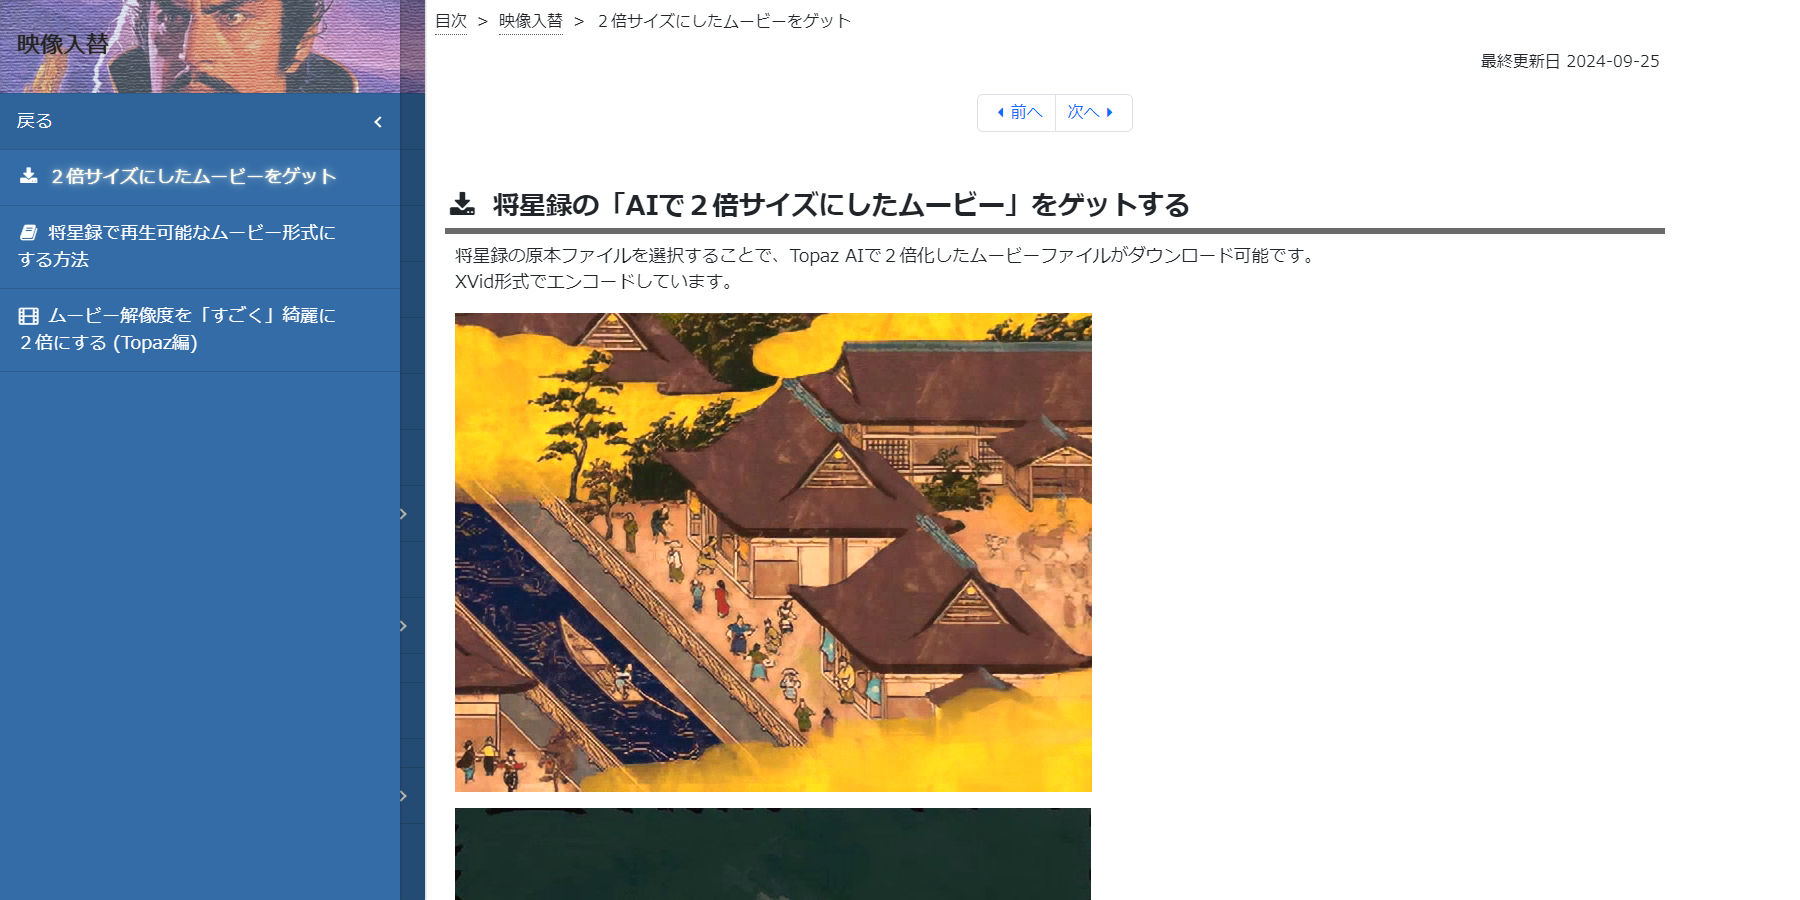 映像入替
戻る
２倍サイズにしたムービーをゲット
将星録で再生可能なムービー形式に
する方法
ムービー解像度を「すごく」綺麗に
２倍にする (Topaz編)
目次 > 映像入替 > ２倍サイズにしたムービーをゲット
最終更新日 2024-09-25
前へ 次へ
将星録の「AIで２倍サイズにしたムービー」をゲットする
将星録の原本ファイルを選択することで、Topaz AIで２倍化したムービーファイルがダウンロード可能です。
XVid形式でエンコードしています。